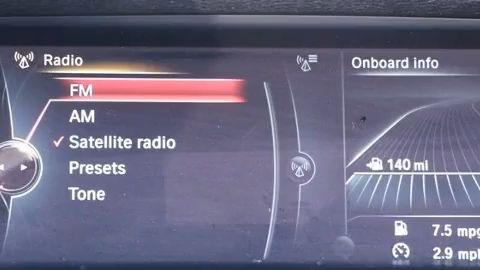 Radio
FM
AM
Satellite radio
Presets
Tone
Onboard info
140 mi
7.5 mpg
2.9 mph